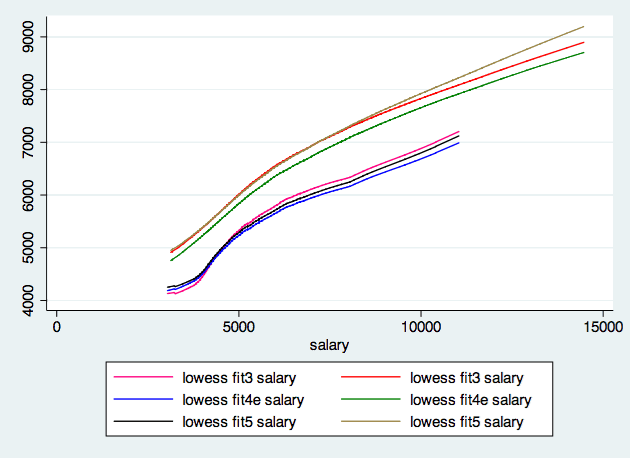 9000
8000
7000
6000
5000
4000
0 5000 10000 15000
salary
lowess fit3 salary lowess fit3 salary
lowess fit4e salary lowess fit4e salary
lowess fit5 salary lowess fit5 salary